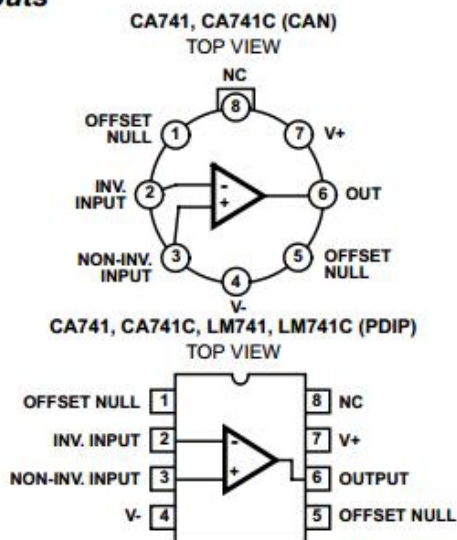 CA741, CA741C (CAN)
TOP VIEW
NC
8
OFFSET
NULL
1
7
V+
INV.
INPUT
2
-
+
6
OUT
NON-INV.
INPUT
3
5
OFFSET
NULL
4
V-
CA741, CA741C, LM741, LM741C (PDIP)
TOP VIEW
OFFSET NULL 1
8 NC
INV. INPUT 2
-
7 V+
NON-INV. INPUT 3
+
6 OUTPUT
V- 4
5 OFFSET NULL